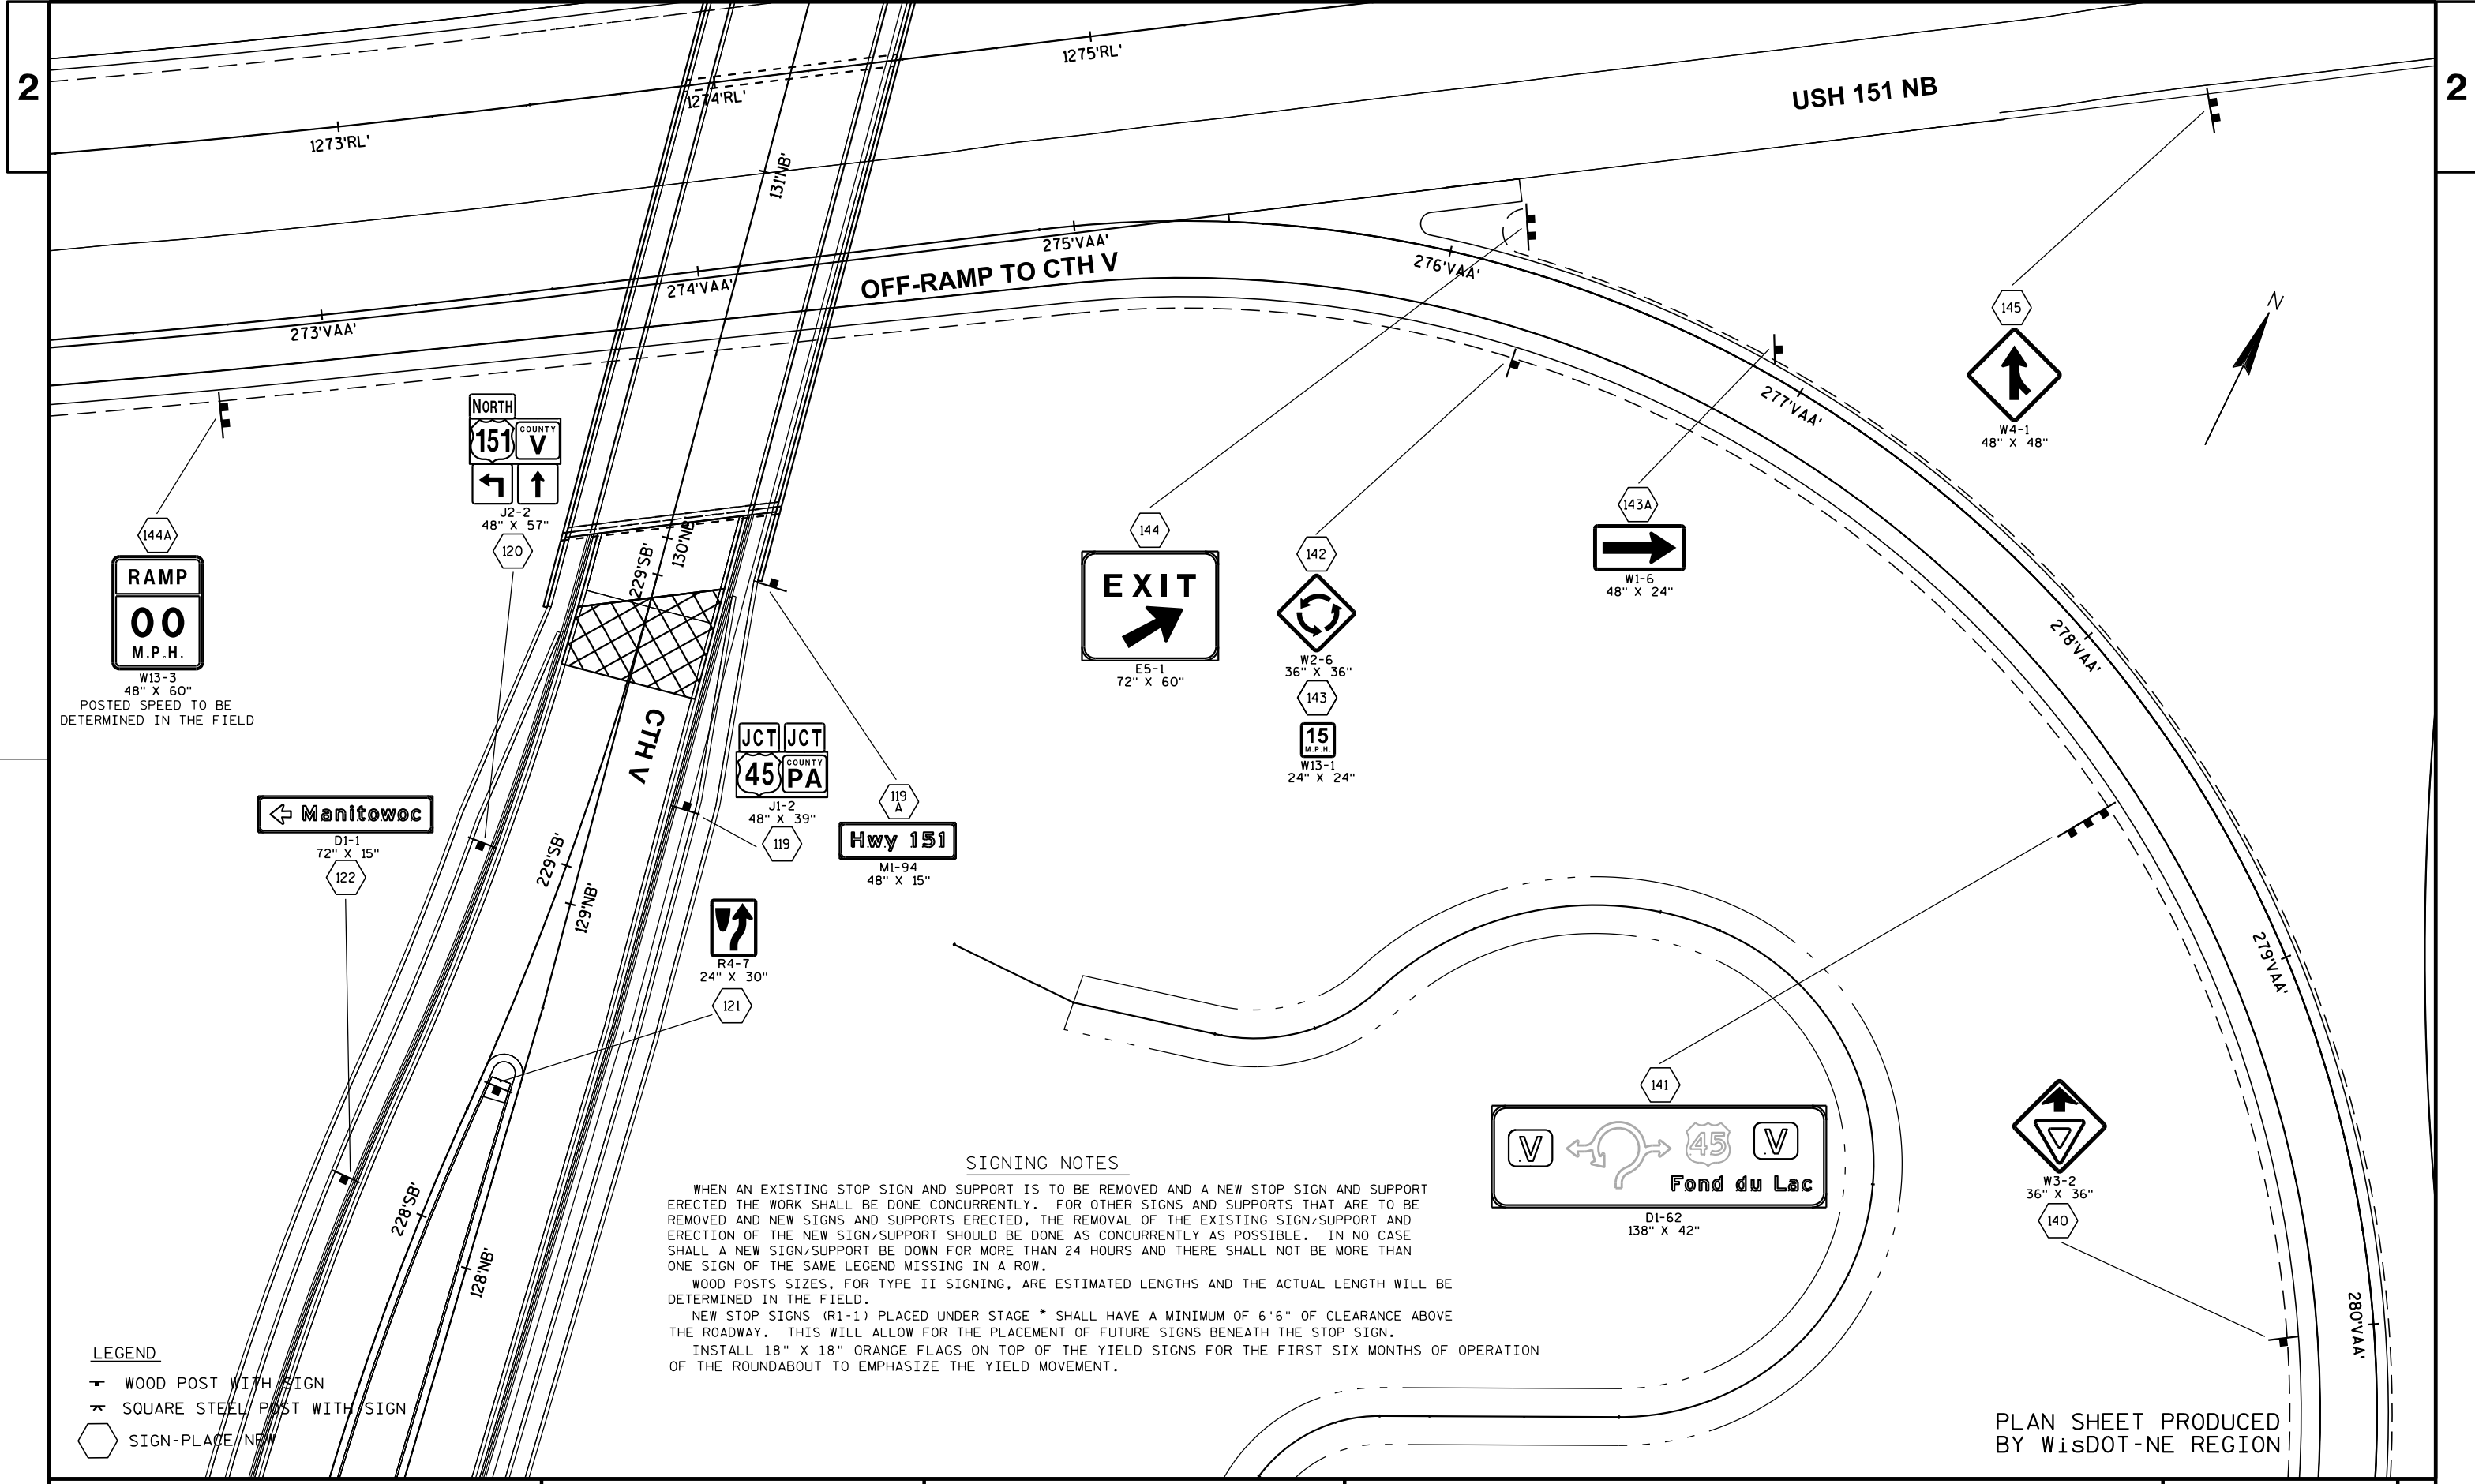 2
2
1273'RL'
1274'RL'
1275'RL'
USH 151 NB
131'NB'
273'VAA'
274'VAA'
275'VAA'
OFF-RAMP TO CTH V
276'VAA'
277'VAA'
278'VAA'
279'VAA'
280'VAA'
N
145
W4-1
48" X 48"
144A
RAMP
00
M.P.H.
W13-3
48" X 60"
POSTED SPEED TO BE
DETERMINED IN THE FIELD
NORTH
151
COUNTY
V
J2-2
48" X 57"
120
229'SB'
130'NB'
CTH V
144
EXIT
E5-1
72" X 60"
142
W2-6
36" X 36"
143
15
M.P.H.
W13-1
24" X 24"
143A
W1-6
48" X 24"
JCT JCT
45
COUNTY
PA
J1-2
48" X 39"
119
119
A
Hwy 151
M1-94
48" X 15"
Manitowoc
D1-1
72" X 15"
122
229'SB'
129'NB'
R4-7
24" X 30"
121
228'SB'
128'NB'
141
V 45 V
Fond du Lac
D1-62
138" X 42"
W3-2
36" X 36"
140
SIGNING NOTES
WHEN AN EXISTING STOP SIGN AND SUPPORT IS TO BE REMOVED AND A NEW STOP SIGN AND SUPPORT
ERECTED THE WORK SHALL BE DONE CONCURRENTLY. FOR OTHER SIGNS AND SUPPORTS THAT ARE TO BE
REMOVED AND NEW SIGNS AND SUPPORTS ERECTED, THE REMOVAL OF THE EXISTING SIGN/SUPPORT AND
ERECTION OF THE NEW SIGN/SUPPORT SHOULD BE DONE AS CONCURRENTLY AS POSSIBLE. IN NO CASE
SHALL A NEW SIGN/SUPPORT BE DOWN FOR MORE THAN 24 HOURS AND THERE SHALL NOT BE MORE THAN
ONE SIGN OF THE SAME LEGEND MISSING IN A ROW.
WOOD POSTS SIZES, FOR TYPE II SIGNING, ARE ESTIMATED LENGTHS AND THE ACTUAL LENGTH WILL BE
DETERMINED IN THE FIELD.
NEW STOP SIGNS (R1-1) PLACED UNDER STAGE * SHALL HAVE A MINIMUM OF 6'6" OF CLEARANCE ABOVE
THE ROADWAY. THIS WILL ALLOW FOR THE PLACEMENT OF FUTURE SIGNS BENEATH THE STOP SIGN.
INSTALL 18" X 18" ORANGE FLAGS ON TOP OF THE YIELD SIGNS FOR THE FIRST SIX MONTHS OF OPERATION
OF THE ROUNDABOUT TO EMPHASIZE THE YIELD MOVEMENT.
LEGEND
WOOD POST WITH SIGN
SQUARE STEEL POST WITH SIGN
SIGN-PLACE NEW
PLAN SHEET PRODUCED
BY WisDOT-NE REGION